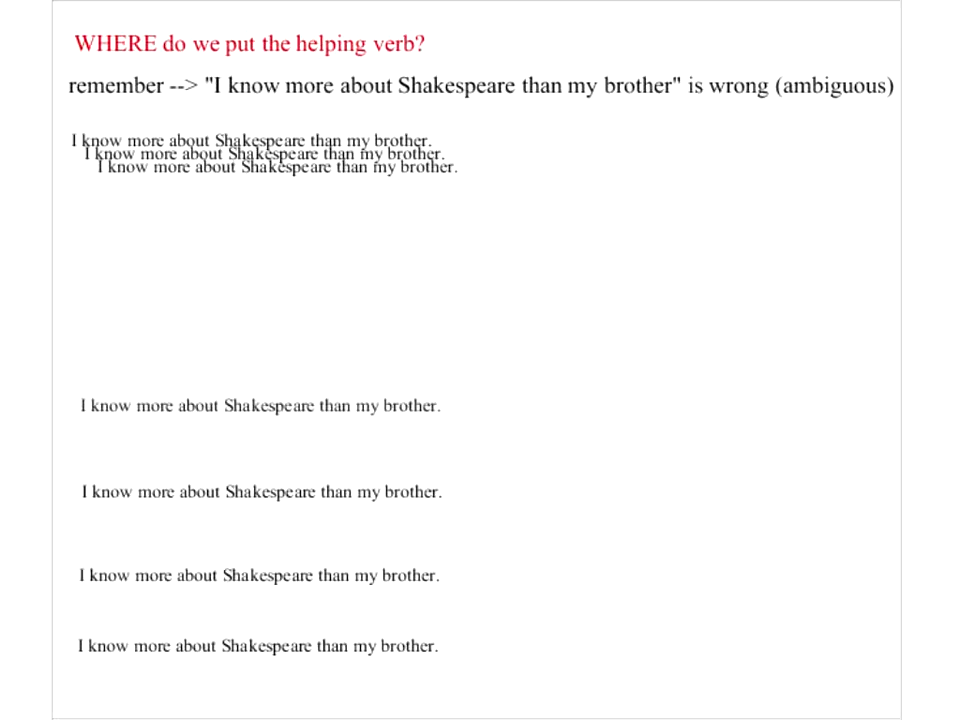 WHERE do we put the helping verb?
remember --> "I know more about Shakespeare than my brother" is wrong (ambiguous)
I know more about Shakespeare than my brother.
I know more about Shakespeare than my brother.
I know more about Shakespeare than my brother.
I know more about Shakespeare than my brother.
I know more about Shakespeare than my brother.
I know more about Shakespeare than my brother.
I know more about Shakespeare than my brother.